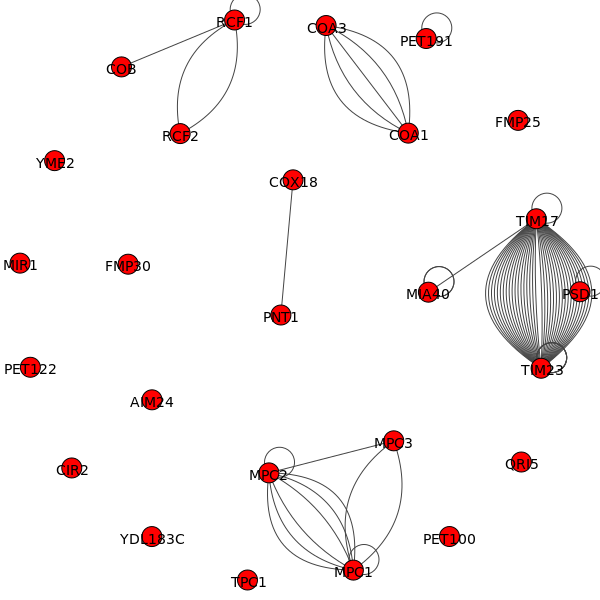 RCF1
COA3
PET191
COB
FMP25
RCF2
COA1
YME2
COX18
TIM17
MIR1
FMP30
MIA40
PSD1
PNT1
PET122
TIM23
AIM24
MPC3
CIR2
MPC2
QRI5
YDL183C
PET100
TPC1
MPC1